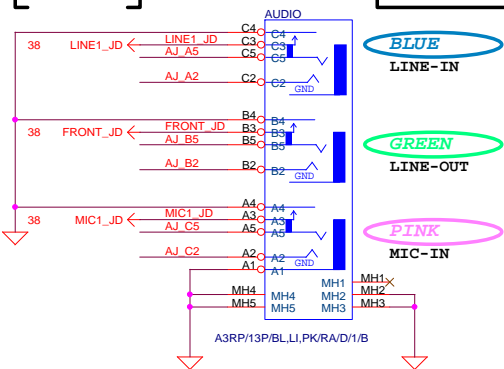 AUDIO
C4 C4
38 LINE1_JD LINE1_JD C3 C3
AJ_A5 C5 C5
AJ_A2 C2 C2
GND
BLUE
LINE-IN
B4 B4
38 FRONT_JD FRONT_JD B3 B3
AJ_B5 B5 B5
AJ_B2 B2 B2
GND
GREEN
LINE-OUT
A4 A4
38 MIC1_JD MIC1_JD A3 A3
AJ_C5 A5 A5
AJ_C2 A2 A2
GND
A1 A1
PINK
MIC-IN
MH1 MH1
MH4 MH4 MH2 MH2
MH5 MH5 MH3 MH3
A3RP/13P/BL,LI,PK/RA/D/1/B